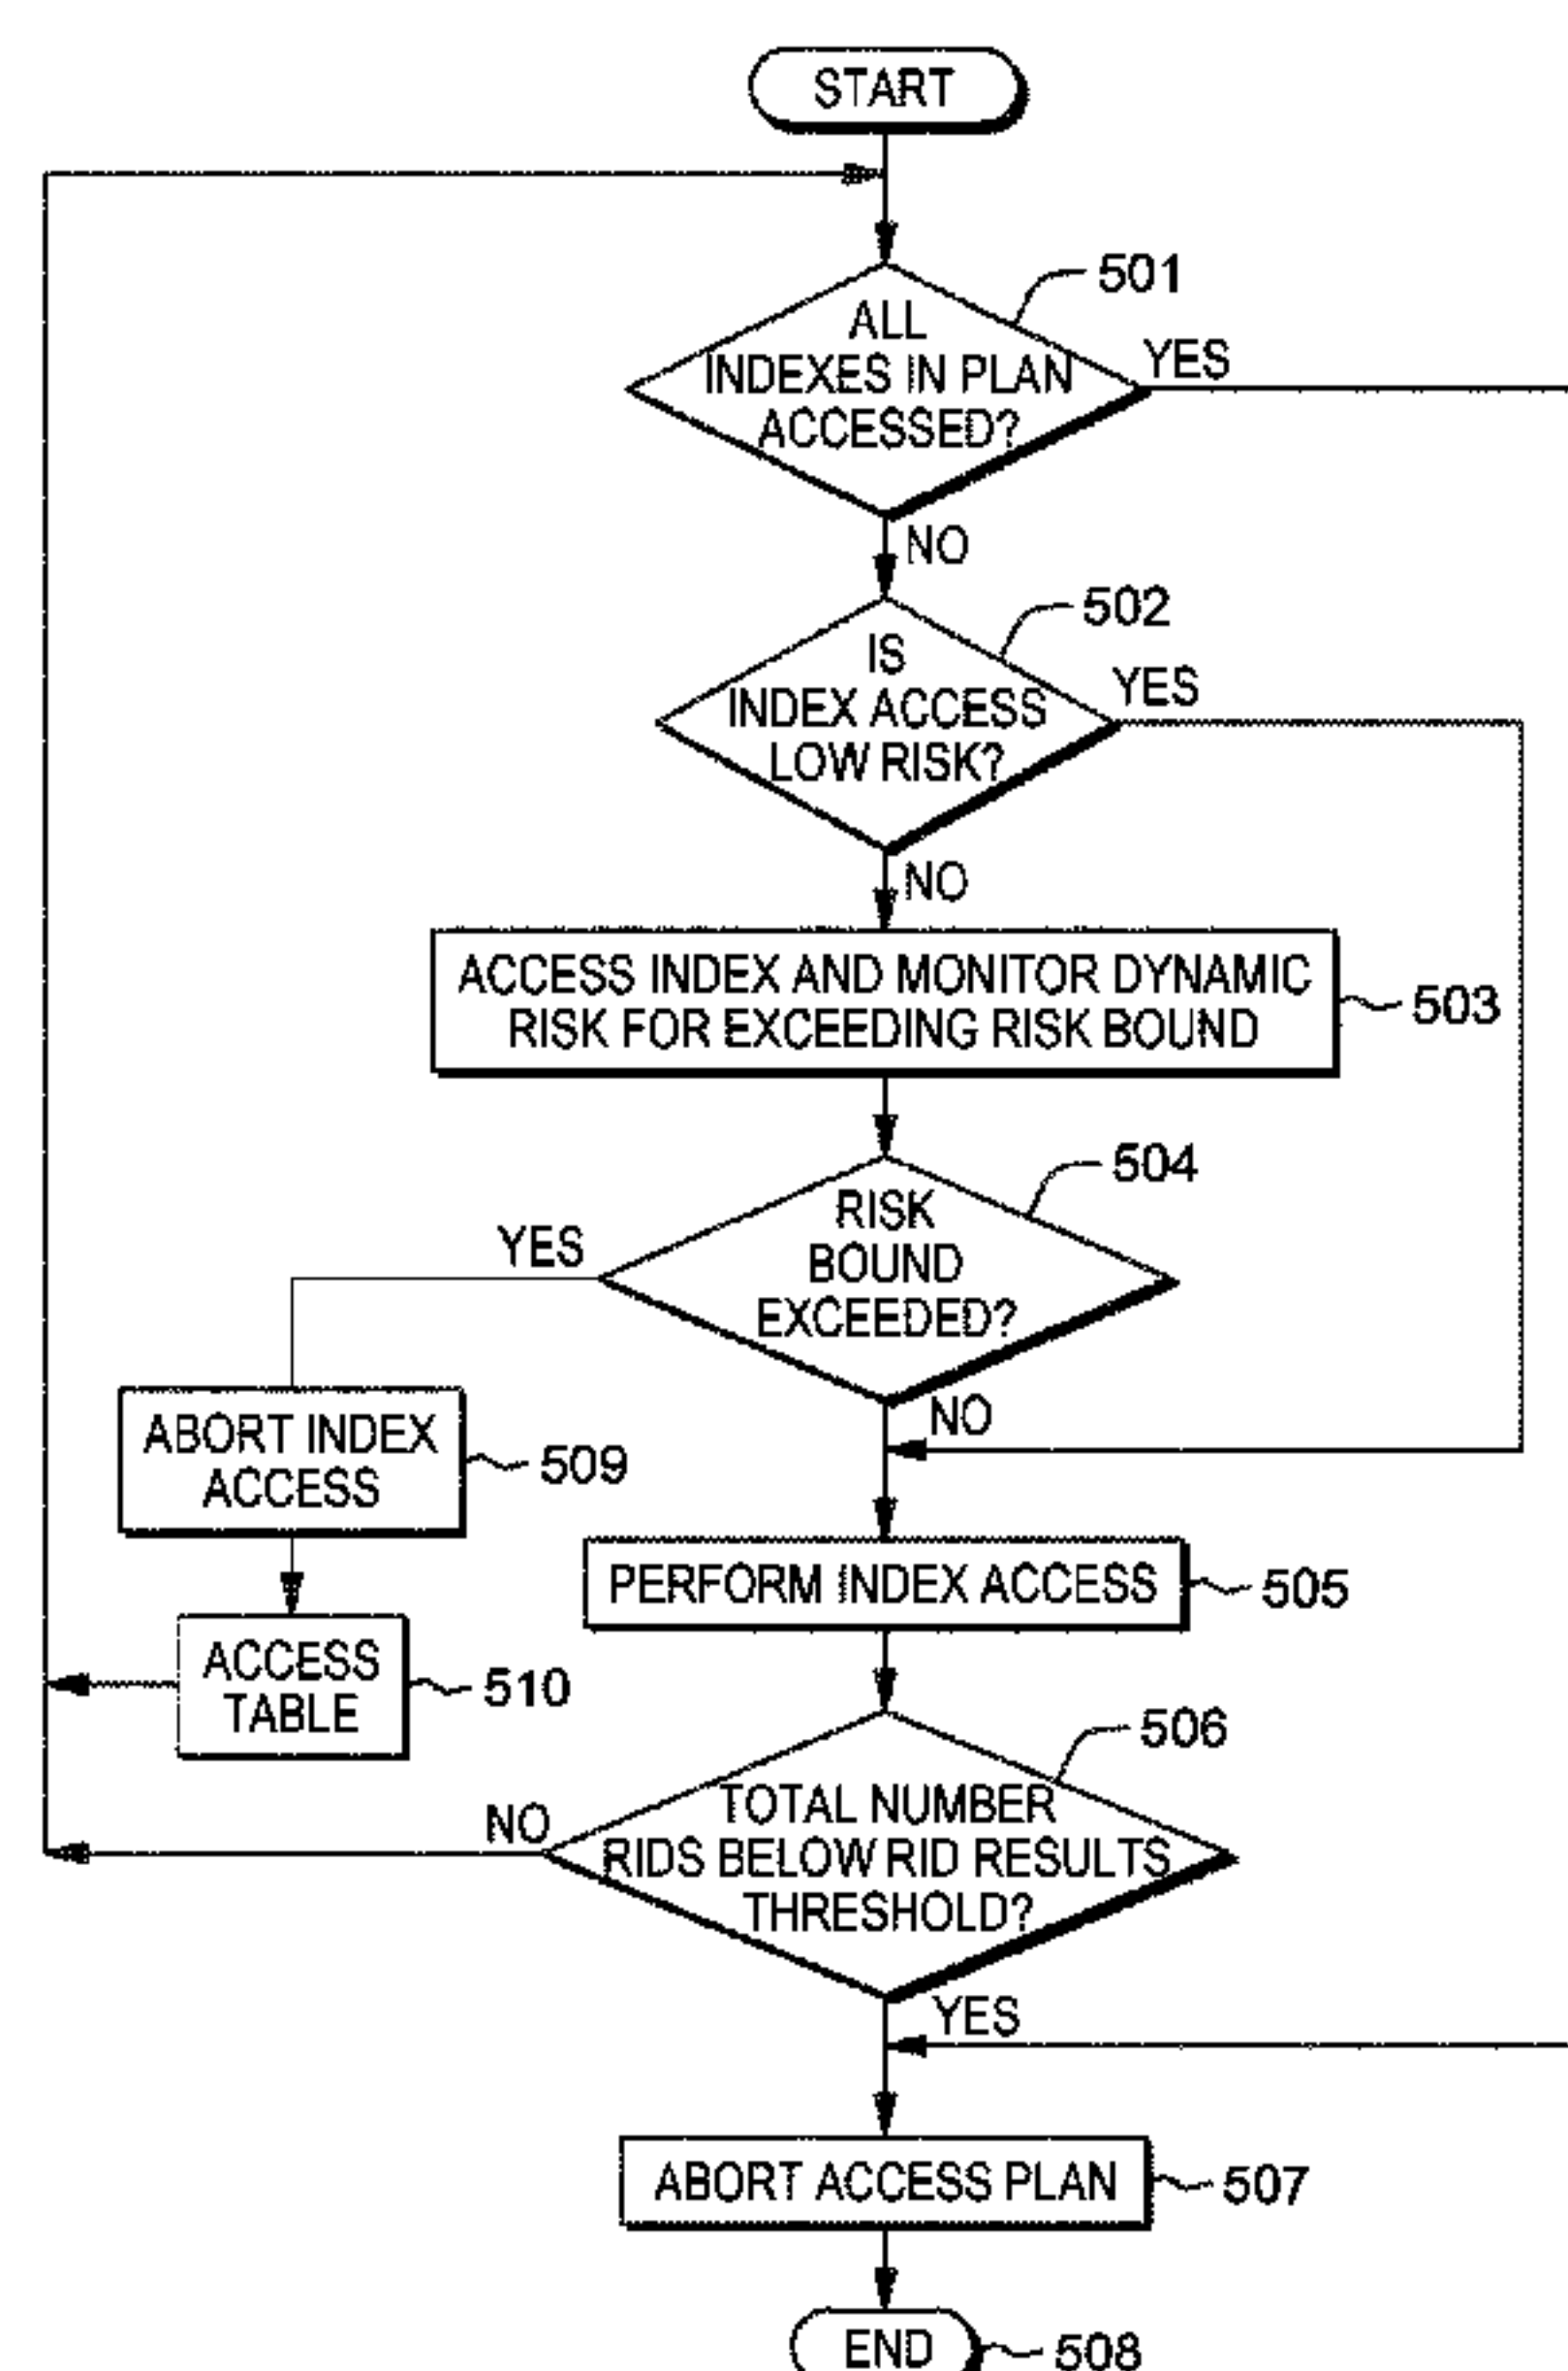 START
501
ALL
INDEXES IN PLAN
ACCESSED?
YES
NO
502
IS
INDEX ACCESS
LOW RISK?
YES
NO
ACCESS INDEX AND MONITOR DYNAMIC
RISK FOR EXCEEDING RISK BOUND
503
504
RISK
BOUND
EXCEEDED?
YES
NO
ABORT INDEX
ACCESS
509
PERFORM INDEX ACCESS
505
ACCESS
TABLE
510
506
TOTAL NUMBER
RIDS BELOW RID RESULTS
THRESHOLD?
NO
YES
ABORT ACCESS PLAN
507
END
508